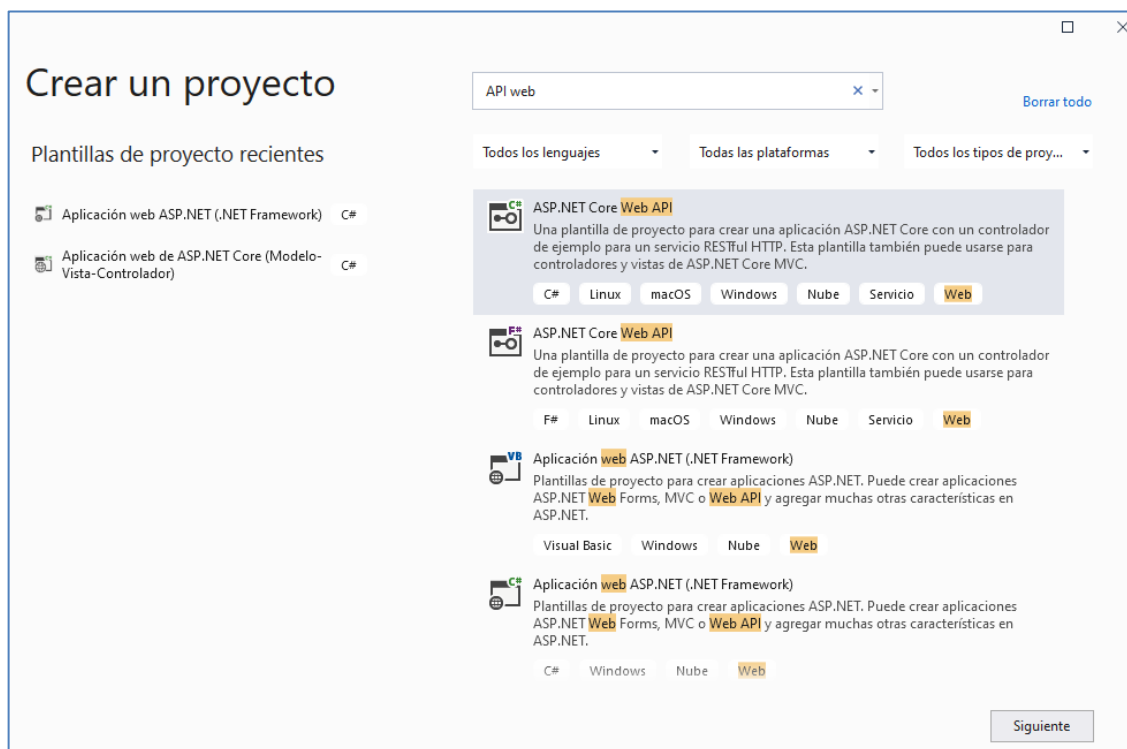 Crear un proyecto
Plantillas de proyecto recientes
Aplicación web ASP.NET (.NET Framework) C#
Aplicación web de ASP.NET Core (Modelo-
Vista-Controlador) C#
API web
Borrar todo
Todos los lenguajes Todas las plataformas Todos los tipos de proy...
C#
ASP.NET Core Web API
Una plantilla de proyecto para crear una aplicación ASP.NET Core con un controlador
de ejemplo para un servicio RESTful HTTP. Esta plantilla también puede usarse para
controladores y vistas de ASP.NET Core MVC.
C# Linux macOS Windows Nube Servicio Web
F#
ASP.NET Core Web API
Una plantilla de proyecto para crear una aplicación ASP.NET Core con un controlador
de ejemplo para un servicio RESTful HTTP. Esta plantilla también puede usarse para
controladores y vistas de ASP.NET Core MVC.
F# Linux macOS Windows Nube Servicio Web
VB
Aplicación web ASP.NET (.NET Framework)
Plantillas de proyecto para crear aplicaciones ASP.NET. Puede crear aplicaciones
ASP.NET Web Forms, MVC o Web API y agregar muchas otras características en
ASP.NET.
Visual Basic Windows Nube Web
C#
Aplicación web ASP.NET (.NET Framework)
Plantillas de proyecto para crear aplicaciones ASP.NET. Puede crear aplicaciones
ASP.NET Web Forms, MVC o Web API y agregar muchas otras características en
ASP.NET.
C# Windows Nube Web
Siguiente